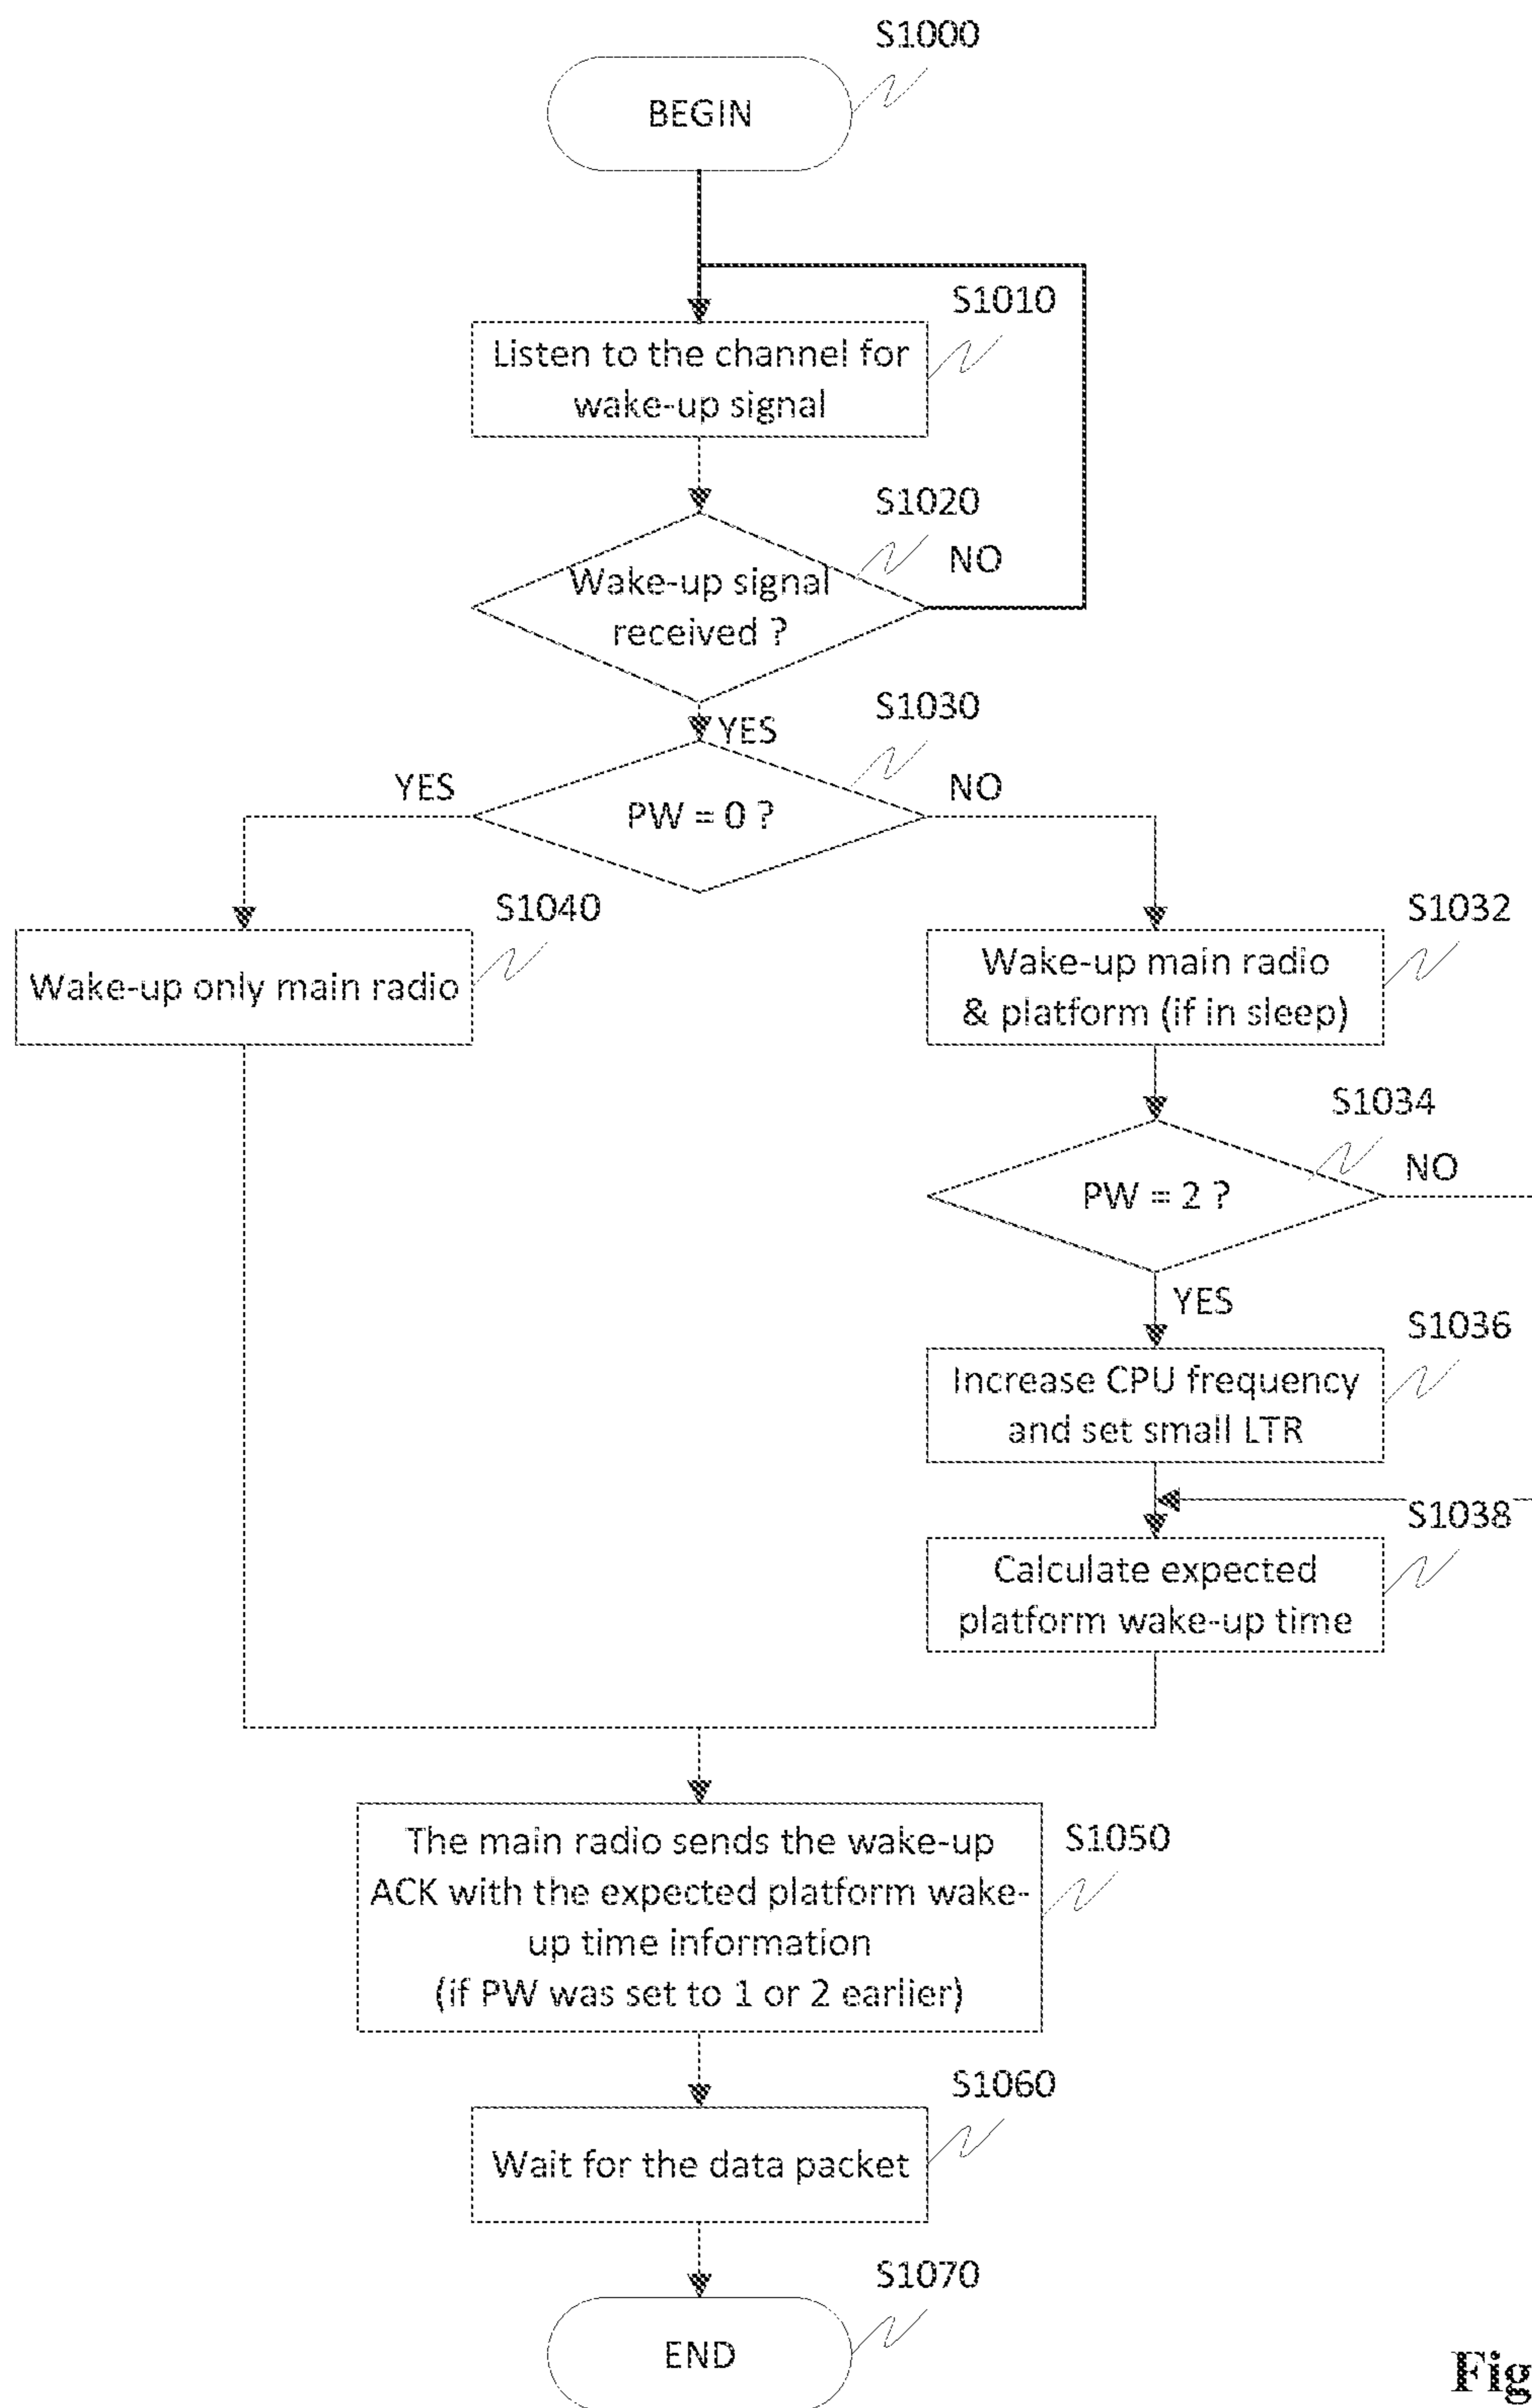 S1000
BEGIN
S1010
Listen to the channel for
wake-up signal
S1020
NO
Wake-up signal
received ?
YES
S1030
YES
NO
PW = 0 ?
S1040
S1032
Wake-up only main radio
Wake-up main radio
& platform (if in sleep)
S1034
NO
PW = 2 ?
YES
S1036
Increase CPU frequency
and set small LTR
S1038
Calculate expected
platform wake-up time
The main radio sends the wake-up
ACK with the expected platform wake-
up time information
(if PW was set to 1 or 2 earlier)
S1050
S1060
Wait for the data packet
S1070
END
Fig